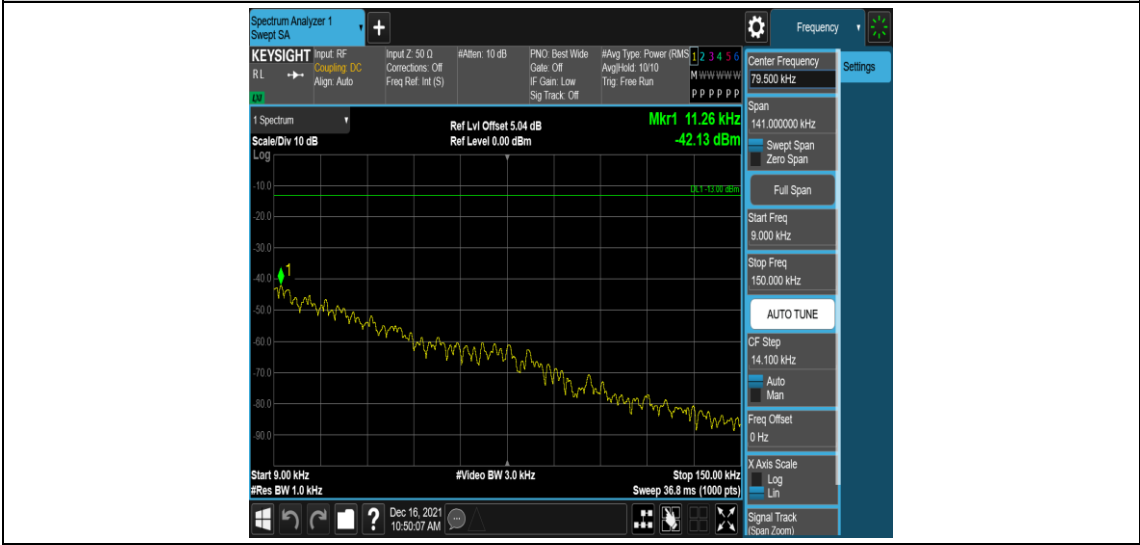 Spectrum Analyzer 1
Swept SA
+
Frequency
KEYSIGHT
RL
LM
Input: RF
Coupling: DC
Align: Auto
Input Z: 50 Ω
Corrections: Off
Freq Ref: Int (S)
#Atten: 10 dB
PNO: Best Wide
Gate: Off
IF Gain: Low
Sig Track: Off
#Avg Type: Power (RMS
Avg|Hold: 10/10
Trig: Free Run
1 2 3 4 5 6
M W W W W W
P P P P P P
1 Spectrum
Scale/Div 10 dB
Log
Ref Lvl Offset 5.04 dB
Ref Level 0.00 dBm
Mkr1 11.26 kHz
-42.13 dBm
DL1 -13.00 dBm
-10.0
-20.0
-30.0
-40.0
-50.0
-60.0
-70.0
-80.0
-90.0
1
Start 9.00 kHz
#Res BW 1.0 kHz
#Video BW 3.0 kHz
Stop 150.00 kHz
Sweep 36.8 ms (1000 pts)
?
Dec 16, 2021
10:50:07 AM
Settings
Center Frequency
79.500 kHz
Span
141.000000 kHz
Swept Span
Zero Span
Full Span
Start Freq
9.000 kHz
Stop Freq
150.000 kHz
AUTO TUNE
CF Step
14.100 kHz
Auto
Man
Freq Offset
0 Hz
X Axis Scale
Log
Lin
Signal Track
(Span Zoom)